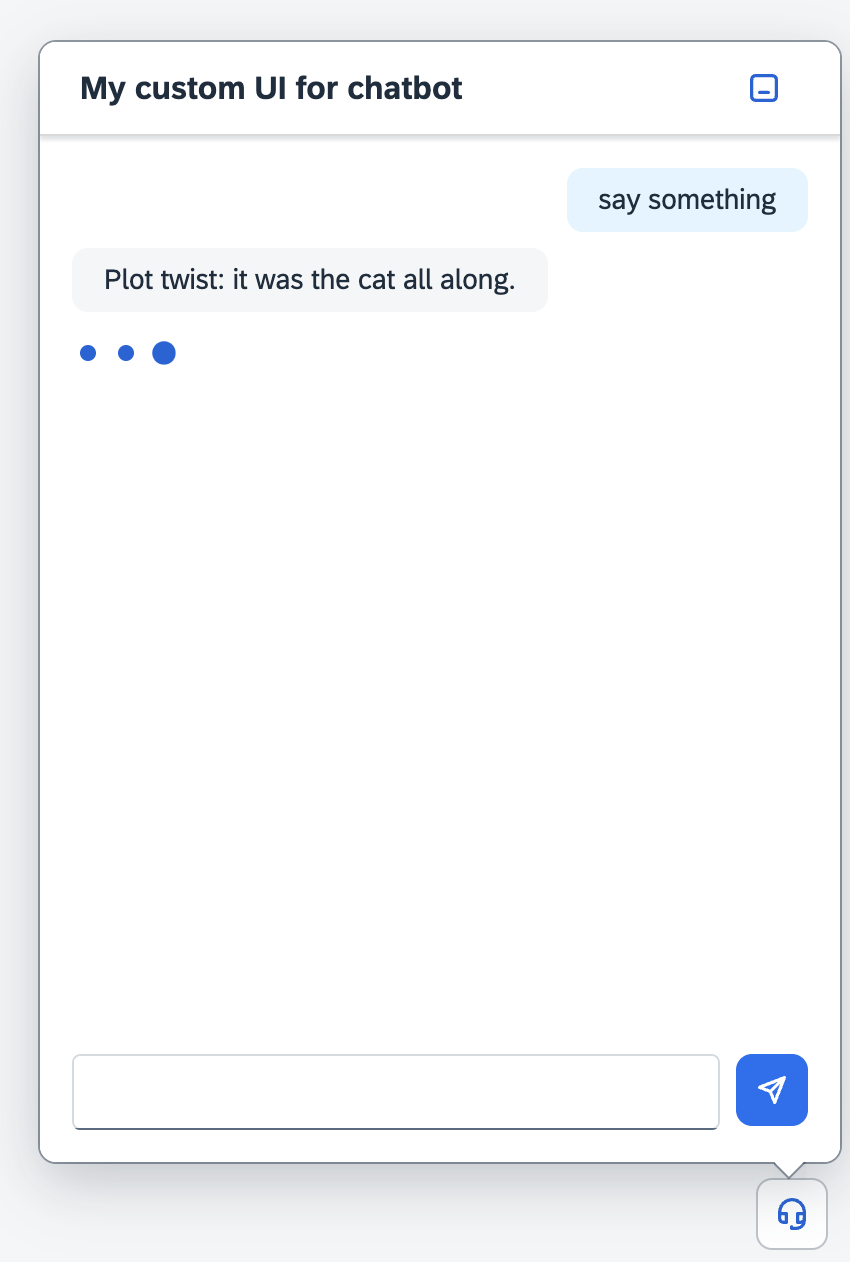 My custom UI for chatbot
say something
Plot twist: it was the cat all along.